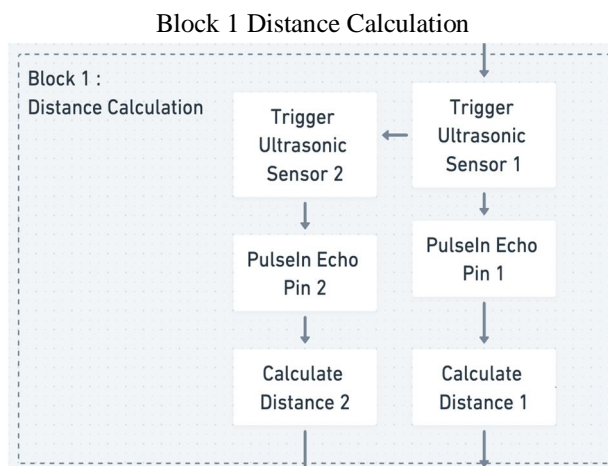 Block 1 Distance Calculation
Block 1 :
Distance Calculation
Trigger
Ultrasonic
Sensor 2
Trigger
Ultrasonic
Sensor 1
PulseIn Echo
Pin 2
PulseIn Echo
Pin 1
Calculate
Distance 2
Calculate
Distance 1